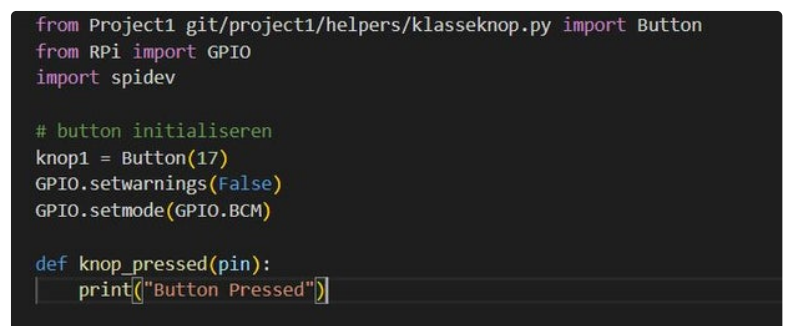 from Project1 git/project1/helpers/klasseknop.py import Button
from RPi import GPIO
import spidev
# button initialiseren
knop1 = Button(17)
GPIO.setwarnings(False)
GPIO.setmode(GPIO.BCM)
def knop_pressed(pin):
    print("Button Pressed")